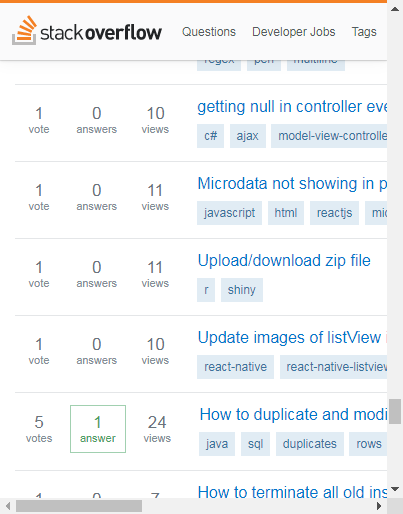 stackoverflow Questions Developer Jobs Tags
regex perl multiline
1 0 10 getting null in controller eve
vote answers views c# ajax model-view-controlle
1 0 11 Microdata not showing in p
vote answers views javascript html reactjs mic
1 0 11 Upload/download zip file
vote answers views r shiny
1 0 10 Update images of listView
vote answers views react-native react-native-listview
5 1 24 How to duplicate and modi
votes answer views java sql duplicates rows
1 0 7 How to terminate all old ins